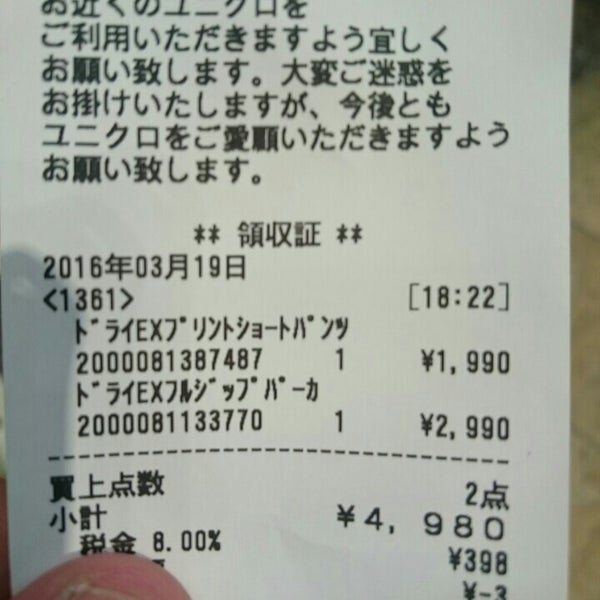 お近くのユニクロを
ご利用いただきますよう宜しく
お願い致します。大変ご迷惑を
お掛けいたしますが、今後とも
ユニクロをご愛願いただきますよう
お願い致します。
** 領収証 **
2016年03月19日
<1361> [18:22]
ﾄﾞﾗｲEXﾌﾟﾘﾝﾄｼｮｰﾄﾊﾟﾝﾂ
2000081387487 1 ¥1,990
ﾄﾞﾗｲEXﾌﾙｼﾞｯﾌﾟﾊﾟｰｶ
2000081133770 1 ¥2,990
買上点数 2点
小計 ¥4,980
税金 8.00% ¥398
¥-3